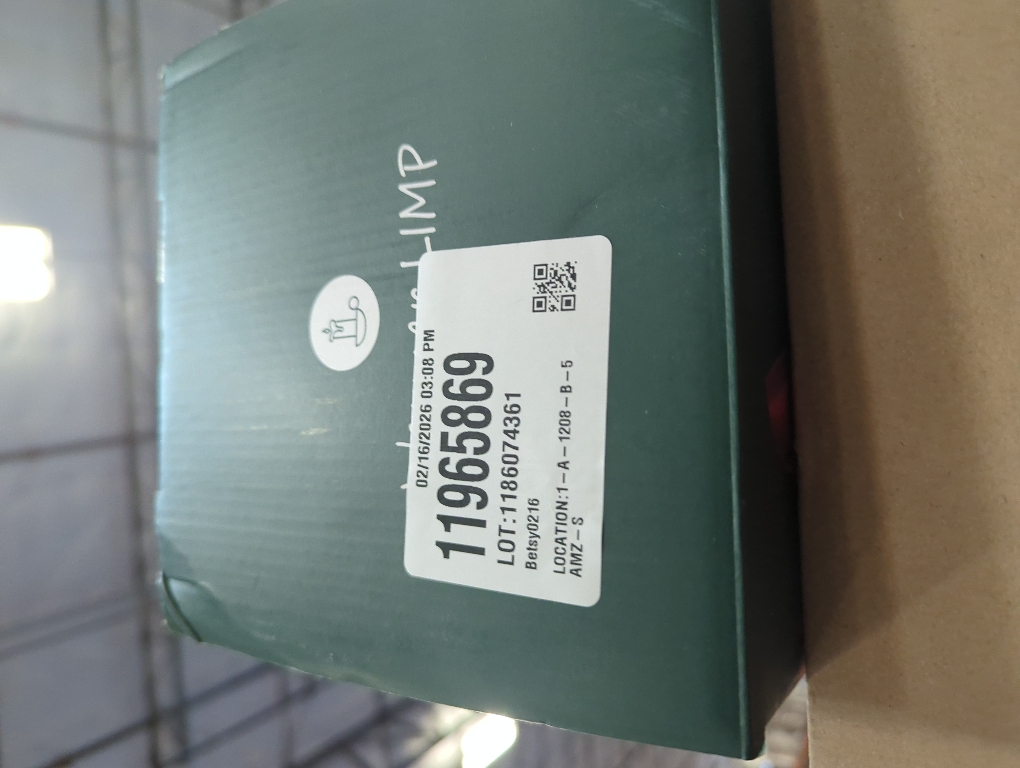 LIMP
02/16/2026 03:08 PM
11965869
LOT:1186074361
Betsy0216
LOCATION:1-A-1208-B-5
AMZ-S